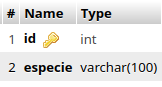 # Name Type
1 id int
2 especie varchar(100)